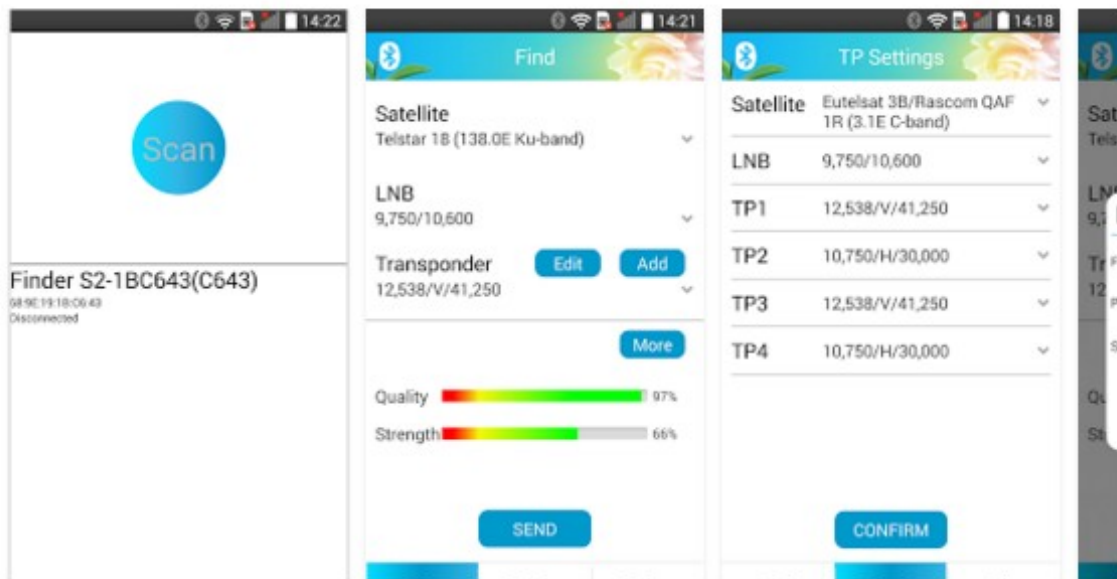 14:22
Scan
Finder S2-1BC643(C643)
Disconnected
14:21
Find
Satellite
Telstar 18 (138.0E Ku-band)
LNB
9,750/10,600
Transponder Edit Add
12,538/V/41,250
More
Quality 97%
Strength 66%
SEND
14:18
TP Settings
Satellite Eutelsat 3B/Rascom QAF
1R (3.1E C-band)
LNB 9,750/10,600
TP1 12,538/V/41,250
TP2 10,750/H/30,000
TP3 12,538/V/41,250
TP4 10,750/H/30,000
CONFIRM